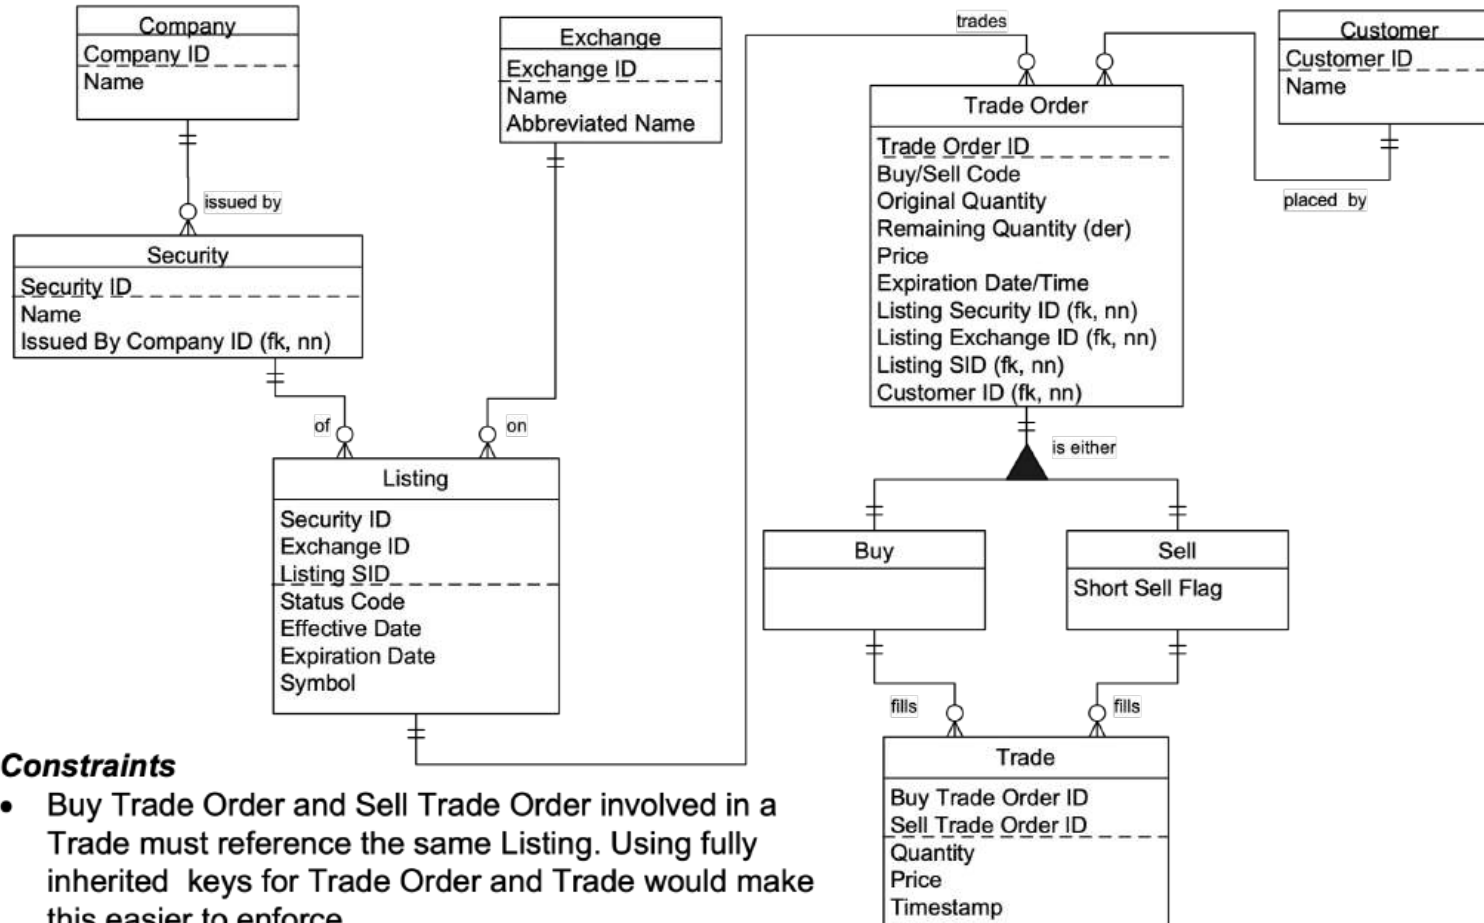 Company
Company ID
Name
Exchange
Exchange ID
Name
Abbreviated Name
trades
Customer
Customer ID
Name
placed by
Trade Order
Trade Order ID
Buy/Sell Code
Original Quantity
Remaining Quantity (der)
Price
Expiration Date/Time
Listing Security ID (fk, nn)
Listing Exchange ID (fk, nn)
Listing SID (fk, nn)
Customer ID (fk, nn)
issued by
Security
Security ID
Name
Issued By Company ID (fk, nn)
of
on
is either
Listing
Security ID
Exchange ID
Listing SID
Status Code
Effective Date
Expiration Date
Symbol
Buy
Sell
Short Sell Flag
fills
fills
Trade
Buy Trade Order ID
Sell Trade Order ID
Quantity
Price
Timestamp
Constraints
• Buy Trade Order and Sell Trade Order involved in a
Trade must reference the same Listing. Using fully
inherited keys for Trade Order and Trade would make
this easier to enforce